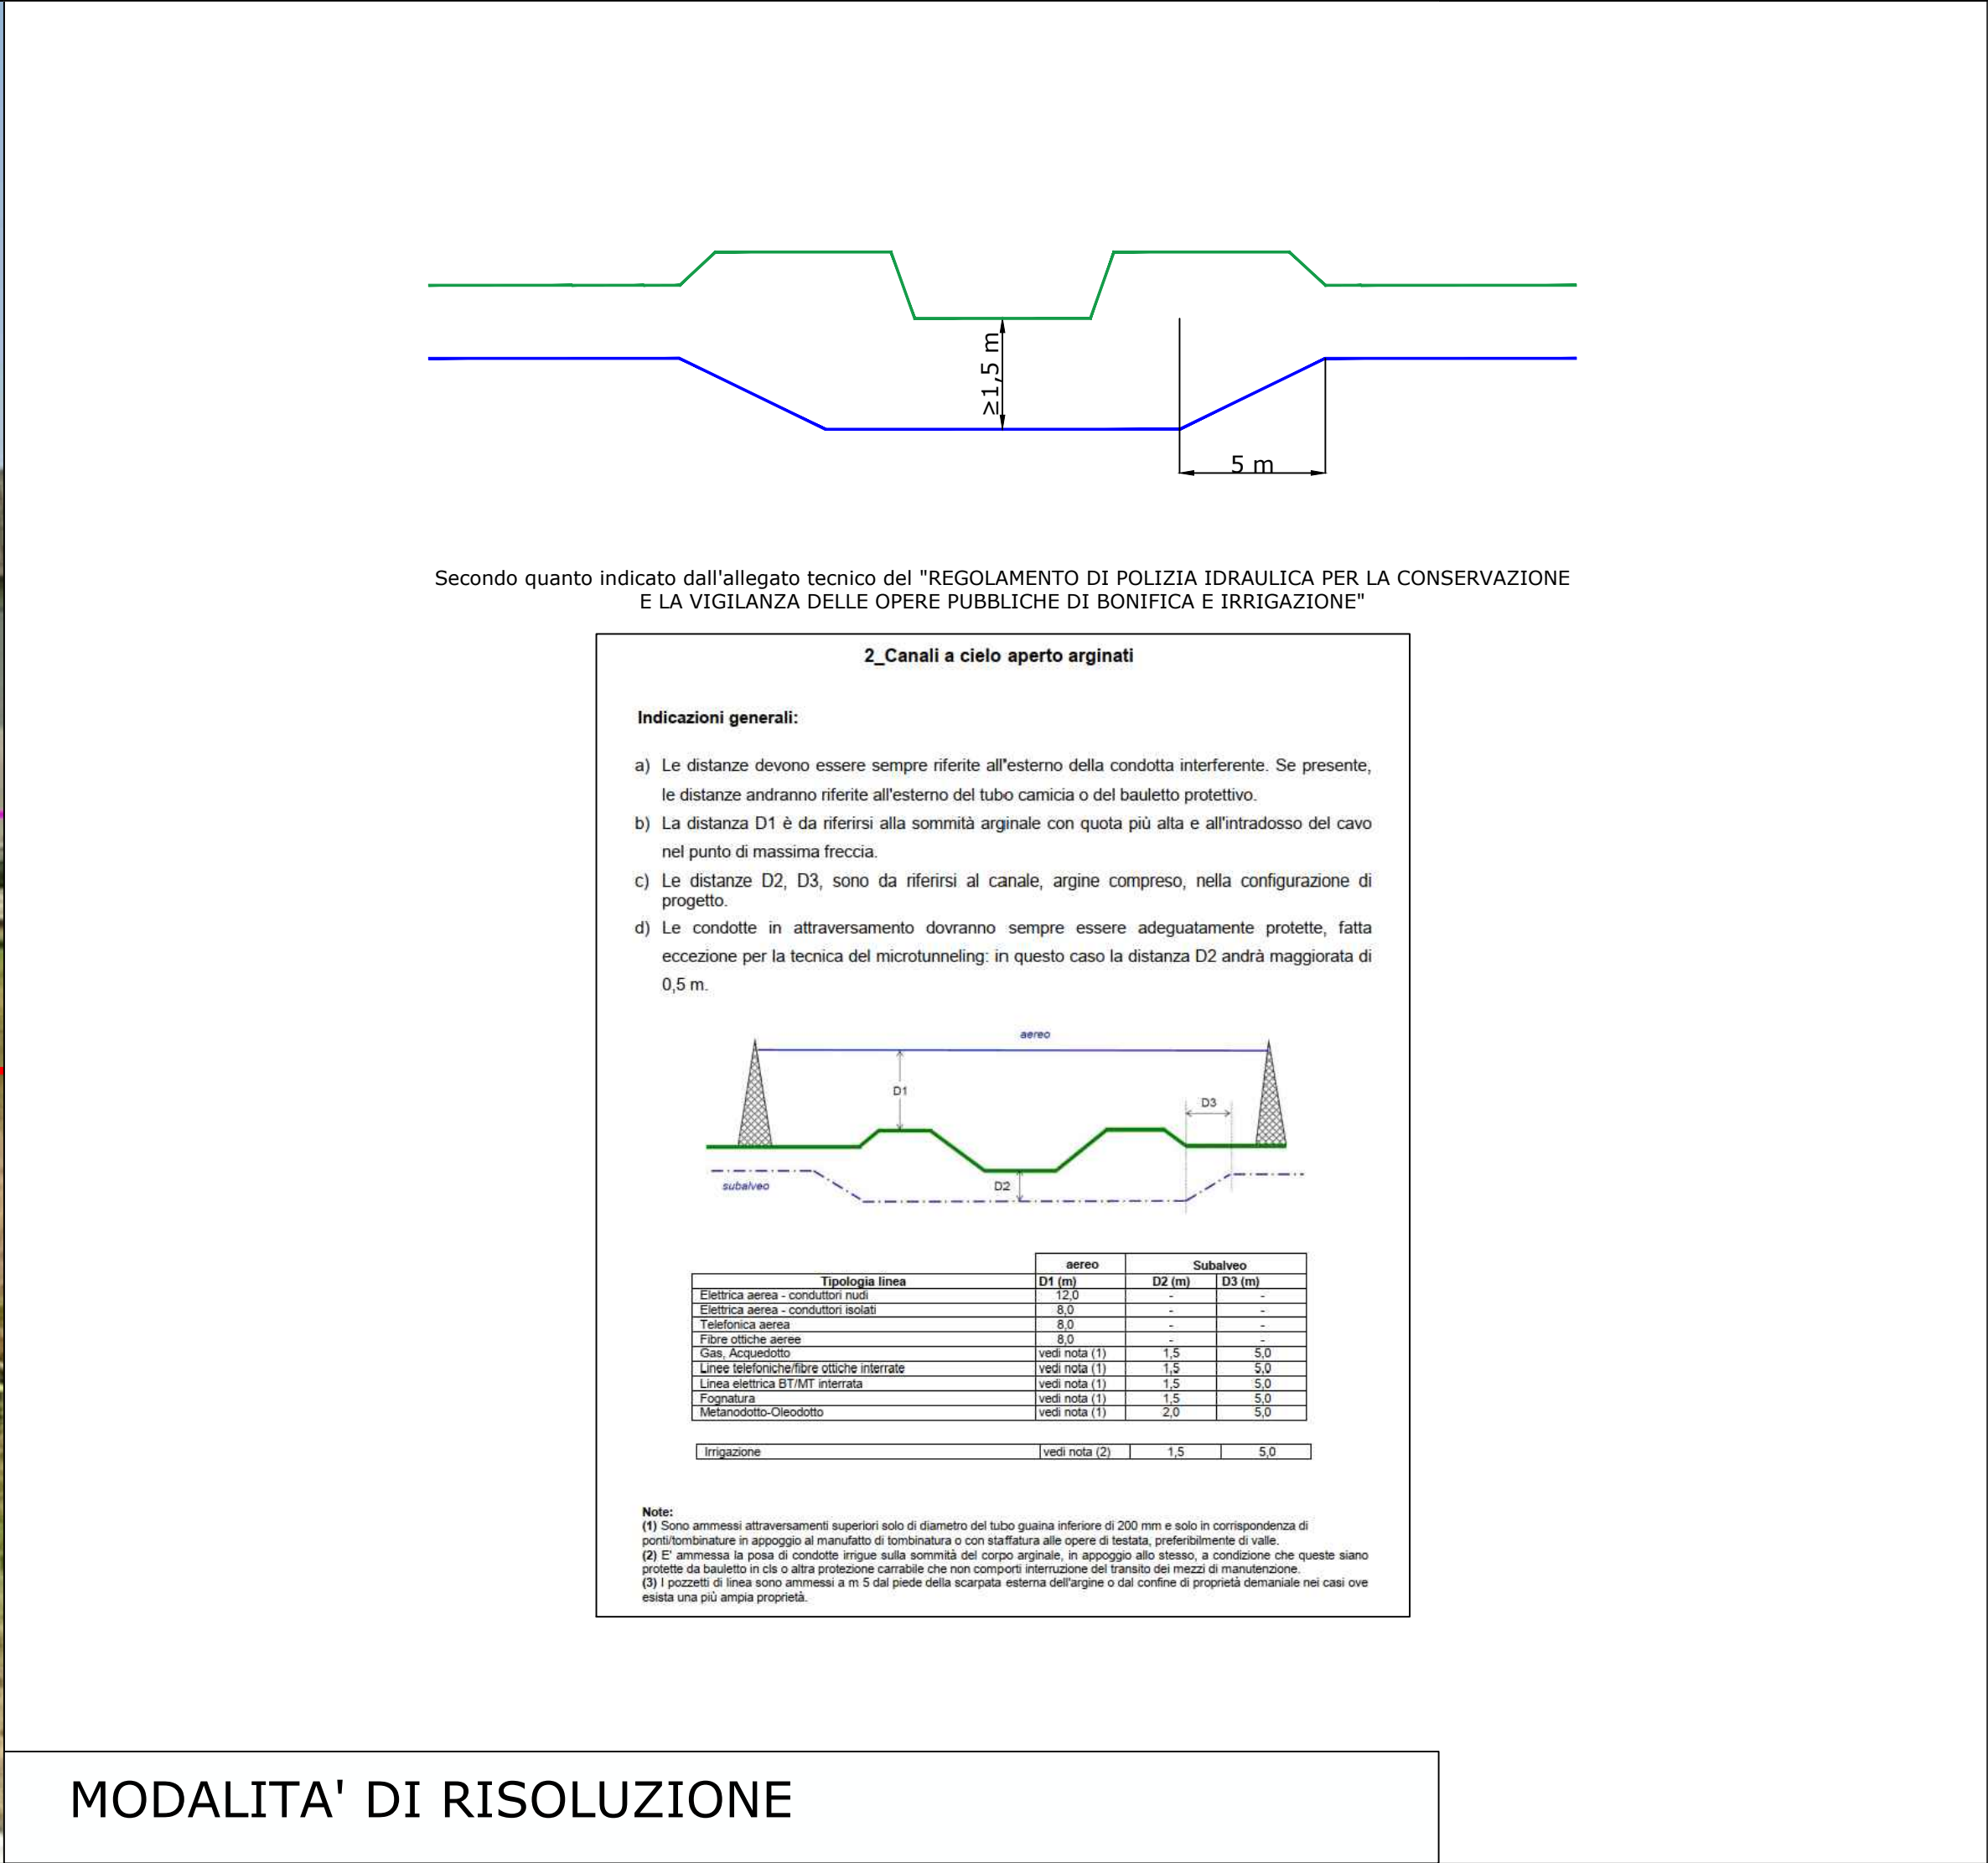 ≥1,5 m
5 m
Secondo quanto indicato dall'allegato tecnico del "REGOLAMENTO DI POLIZIA IDRAULICA PER LA CONSERVAZIONE
E LA VIGILANZA DELLE OPERE PUBBLICHE DI BONIFICA E IRRIGAZIONE"
2_Canali a cielo aperto arginati
Indicazioni generali:
a) Le distanze devono essere sempre riferite all'esterno della condotta interferente. Se presente,
le distanze andranno riferite all'esterno del tubo camicia o del bauletto protettivo.
b) La distanza D1 è da riferirsi alla sommità arginale con quota più alta e all'intradosso del cavo
nel punto di massima freccia.
c) Le distanze D2, D3, sono da riferirsi al canale, argine compreso, nella configurazione di
progetto.
d) Le condotte in attraversamento dovranno sempre essere adeguatamente protette, fatta
eccezione per la tecnica del microtunneling: in questo caso la distanza D2 andrà maggiorata di
0,5 m.
aereo
D1
D3
subalveo
D2
aereo Subalveo
Tipologia linea D1 (m) D2 (m) D3 (m)
Elettrica aerea - conduttori nudi 12,0 - -
Elettrica aerea - conduttori isolati 8,0 - -
Telefonica aerea 8,0 - -
Fibre ottiche aeree 8,0 - -
Gas, Acquedotto vedi nota (1) 1,5 5,0
Linee telefoniche/fibre ottiche interrate vedi nota (1) 1,5 5,0
Linea elettrica BT/MT interrata vedi nota (1) 1,5 5,0
Fognatura vedi nota (1) 1,5 5,0
Metanodotto-Oleodotto vedi nota (1) 2,0 5,0
Irrigazione vedi nota (2) 1,5 5,0
Note:
(1) Sono ammessi attraversamenti superiori solo di diametro del tubo guaina inferiore di 200 mm e solo in corrispondenza di
ponti/tombinature in appoggio al manufatto di tombinatura o con staffatura alle opere di testata, preferibilmente di valle.
(2) E' ammessa la posa di condotte irrigue sulla sommità del corpo arginale, in appoggio allo stesso, a condizione che queste siano
protette da bauletto in cls o altra protezione carrabile che non comporti interruzione del transito dei mezzi di manutenzione.
(3) I pozzetti di linea sono ammessi a m 5 dal piede della scarpata esterna dell'argine o dal confine di proprietà demaniale nei casi ove
esista una più ampia proprietà.
MODALITA' DI RISOLUZIONE